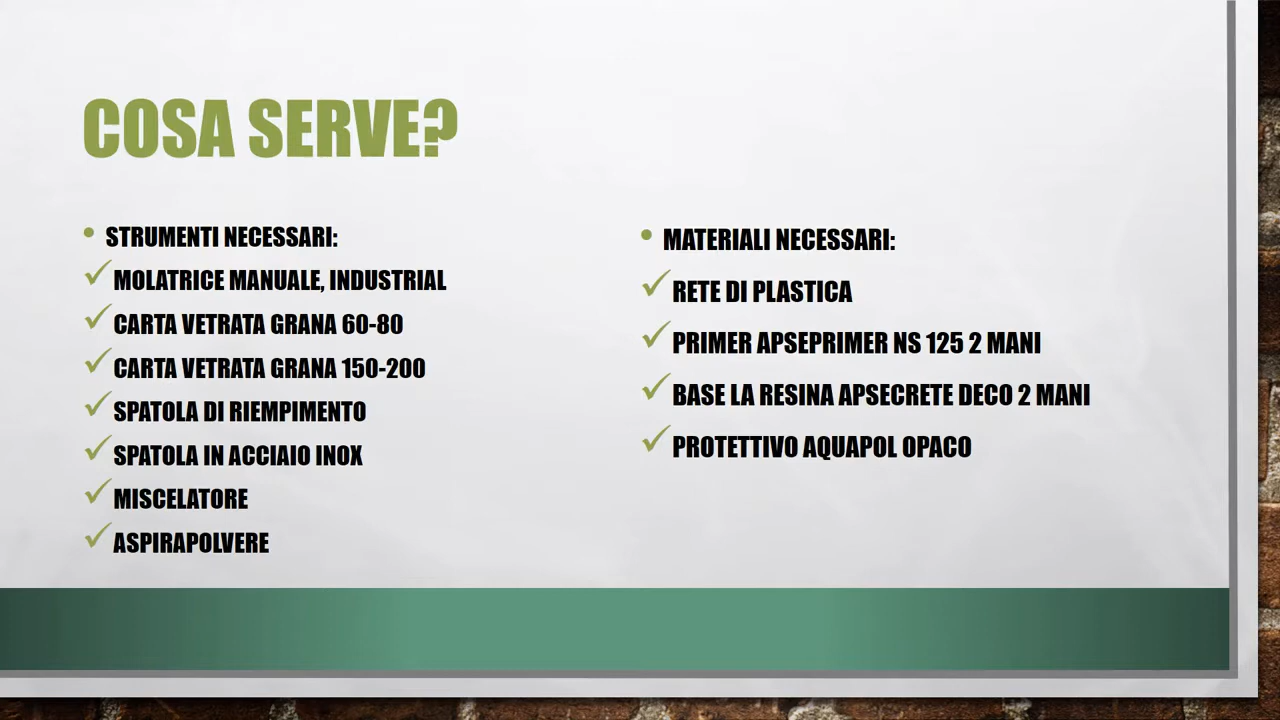 COSA SERVE?
STRUMENTI NECESSARI:
MOLATRICE MANUALE, INDUSTRIAL
CARTA VETRATA GRANA 60-80
CARTA VETRATA GRANA 150-200
SPATOLA DI RIEMPIMENTO
SPATOLA IN ACCIAIO INOX
MISCELATORE
ASPIRAPOLVERE
MATERIALI NECESSARI:
RETE DI PLASTICA
PRIMER APSEPRIMER NS 125 2 MANI
BASE LA RESINA APSECRETE DECO 2 MANI
PROTETTIVO AQUAPOL OPACO